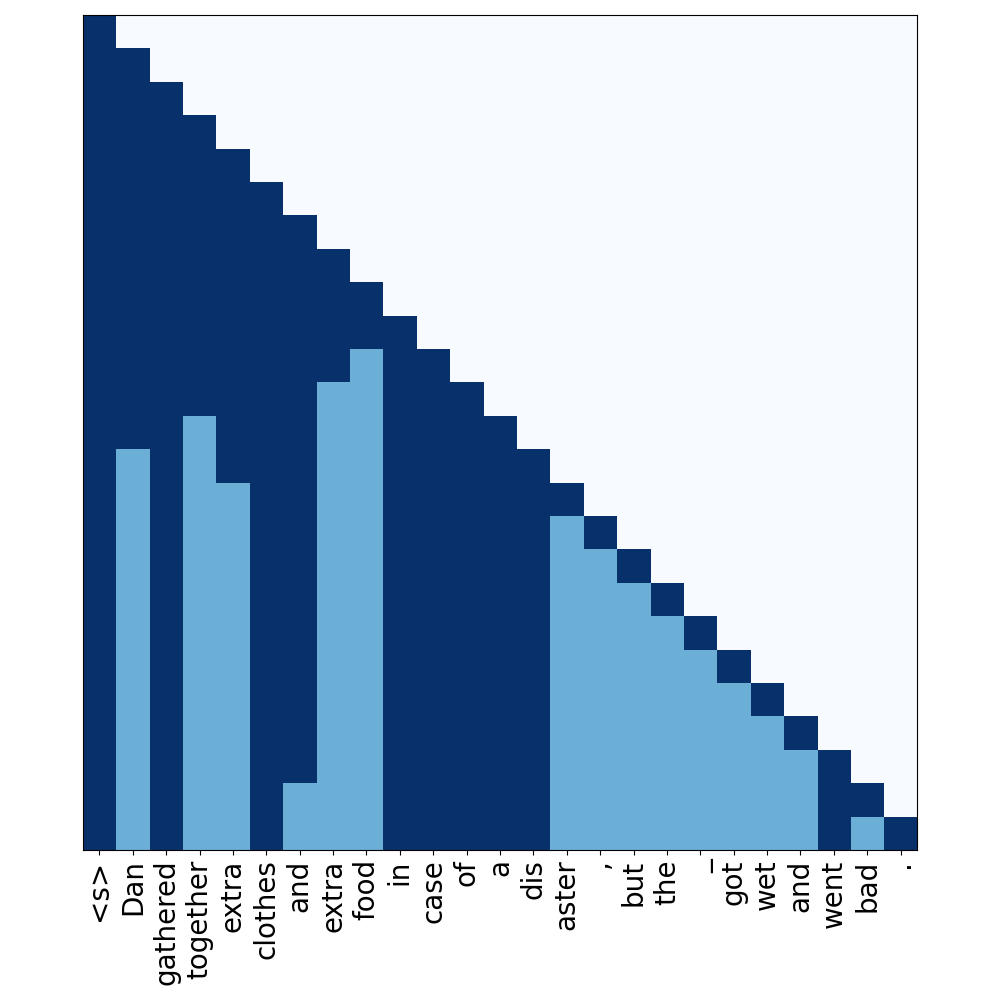 <s> Dan gathered together extra clothes and extra food in case of a dis aster , but the _ got wet and went bad .